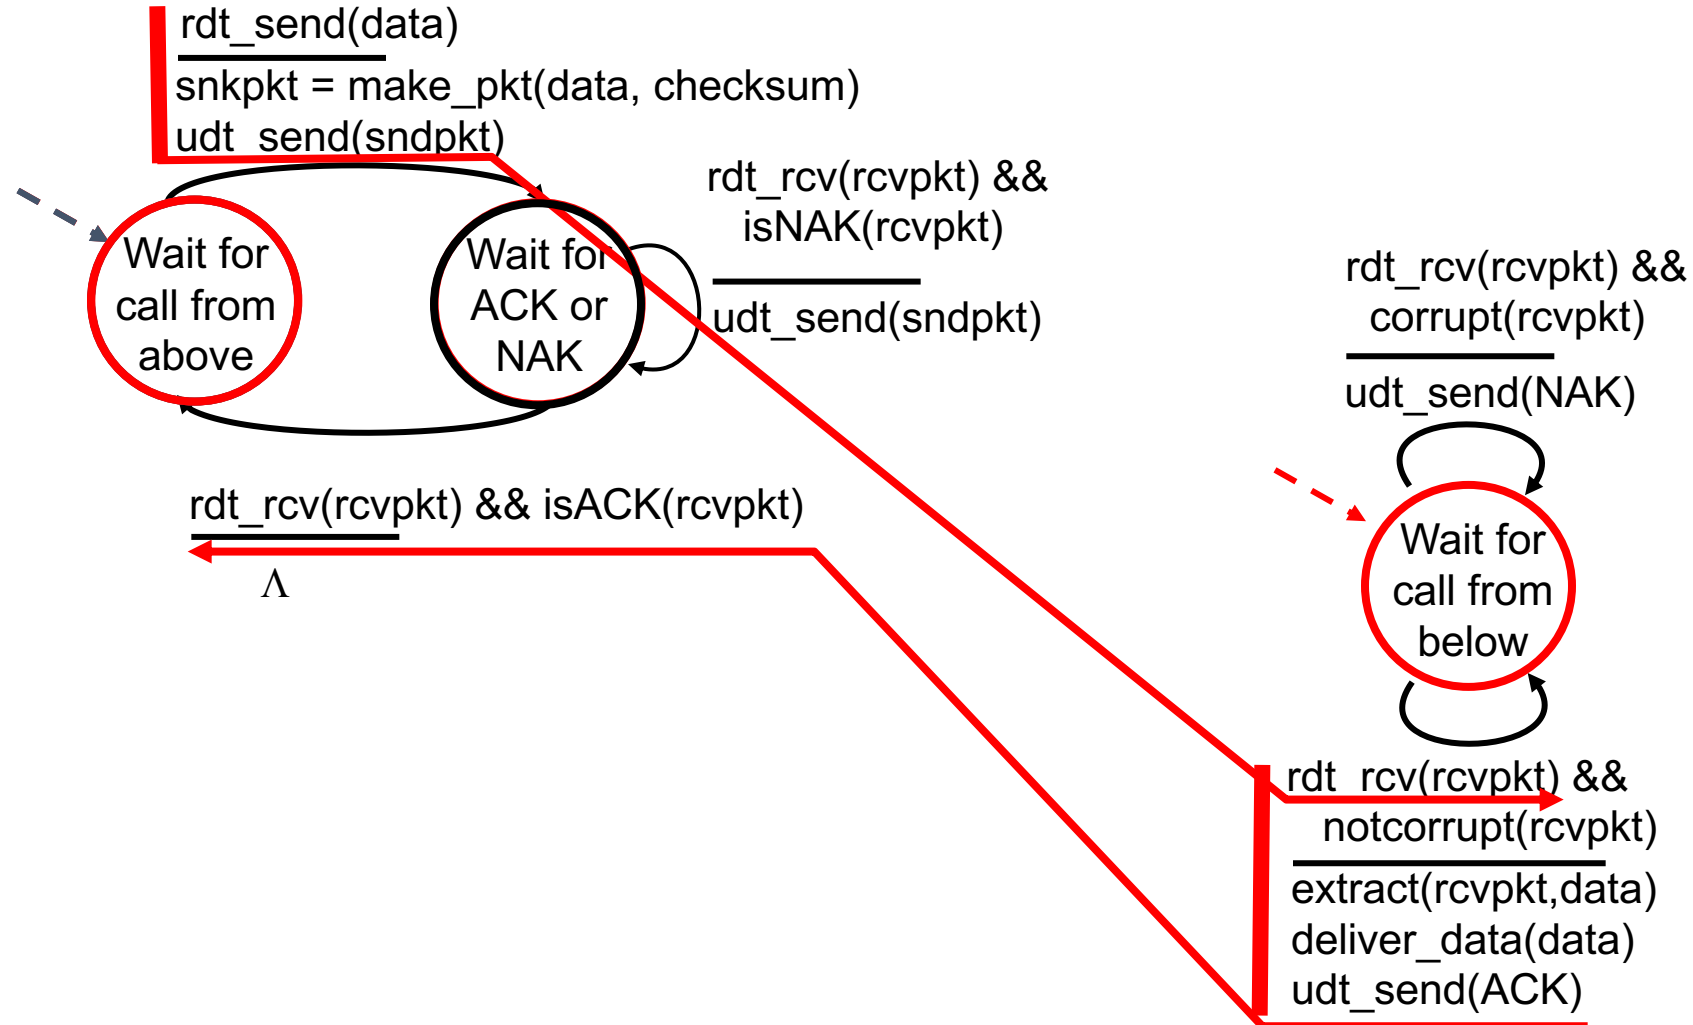 rdt_send(data)
snkpkt = make_pkt(data, checksum)
udt_send(sndpkt)
rdt_rcv(rcvpkt) &&
isNAK(rcvpkt)
udt_send(sndpkt)
Wait for
call from
above
Wait for
ACK or
NAK
rdt_rcv(rcvpkt) &&
corrupt(rcvpkt)
udt_send(NAK)
rdt_rcv(rcvpkt) && isACK(rcvpkt)
Λ
Wait for
call from
below
rdt_rcv(rcvpkt) &&
notcorrupt(rcvpkt)
extract(rcvpkt,data)
deliver_data(data)
udt_send(ACK)